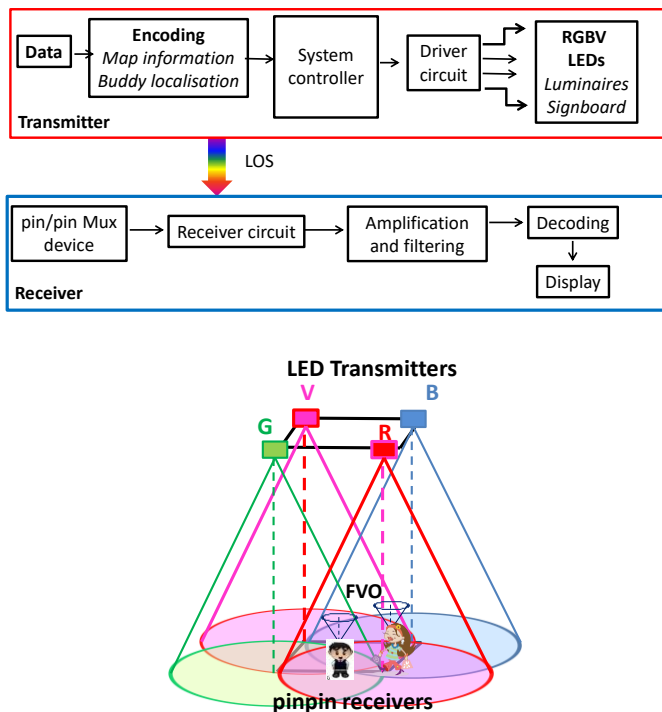 Data
Encoding
Map information
Buddy localisation
System
controller
Driver
circuit
RGBV
LEDs
Luminaires
Signboard
Transmitter
LOS
pin/pin Mux
device
Receiver circuit
Amplification
and filtering
Decoding
Display
Receiver
LED Transmitters
V
B
G
R
FVO
pinpin receivers